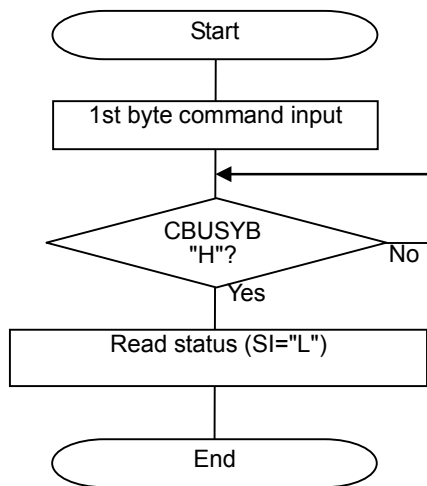 Start
1st byte command input
CBUSYB
"H"?
No
Yes
Read status (SI="L")
End